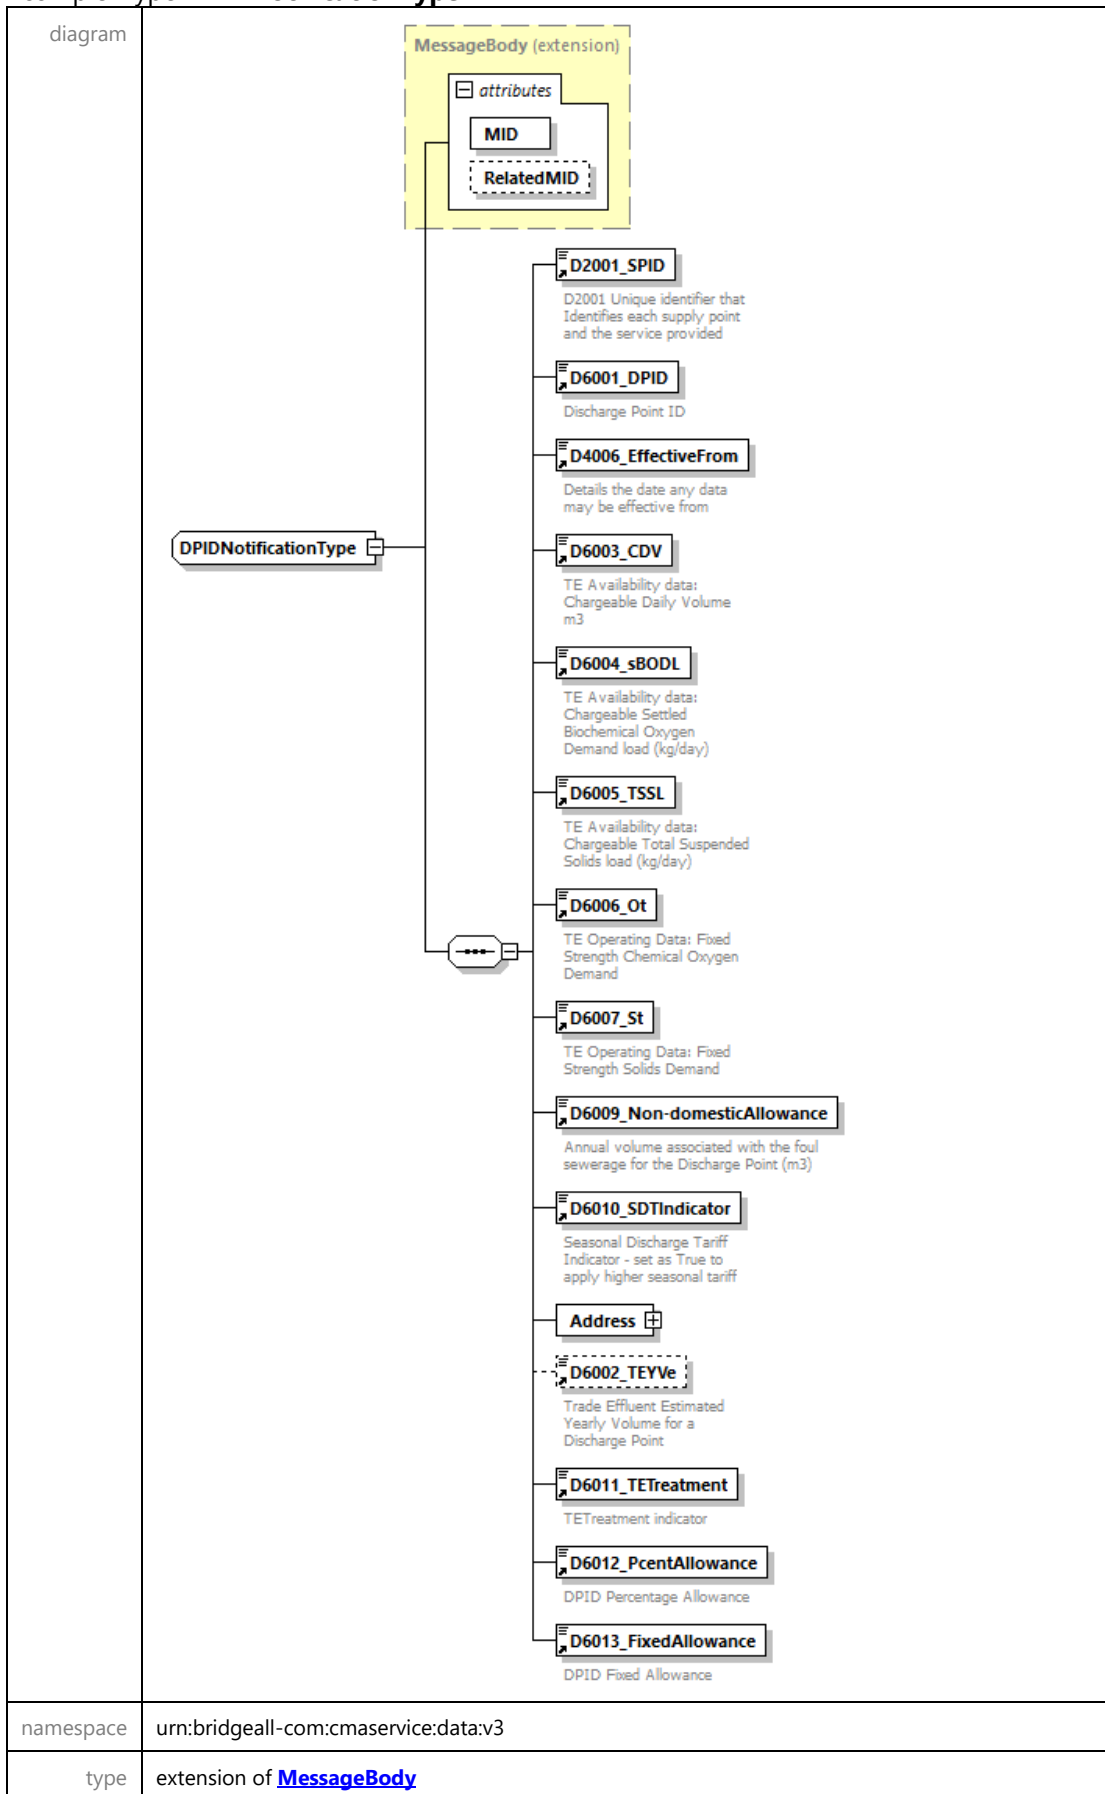 diagram
MessageBody (extension)
attributes
MID
RelatedMID
D2001_SPID
D2001 Unique identifier that
Identifies each supply point
and the service provided
D6001_DPID
Discharge Point ID
D4006_EffectiveFrom
Details the date any data
may be effective from
DPIDNotificationType
D6003_CDV
TE Availability data:
Chargeable Daily Volume
m3
D6004_sBODL
TE Availability data:
Chargeable Settled
Biochemical Oxygen
Demand load (kg/day)
D6005_TSSL
TE Availability data:
Chargeable Total Suspended
Solids load (kg/day)
D6006_Ot
TE Operating Data: Fixed
Strength Chemical Oxygen
Demand
D6007_St
TE Operating Data: Fixed
Strength Solids Demand
D6009_Non-domesticAllowance
Annual volume associated with the foul
sewerage for the Discharge Point (m3)
D6010_SDTIndicator
Seasonal Discharge Tariff
Indicator - set as True to
apply higher seasonal tariff
Address
D6002_TEYVe
Trade Effluent Estimated
Yearly Volume for a
Discharge Point
D6011_TETreatment
TETreatment indicator
D6012_PcentAllowance
DPID Percentage Allowance
D6013_FixedAllowance
DPID Fixed Allowance
namespace
urn:bridgeall-com:cmaservice:data:v3
type
extension of MessageBody